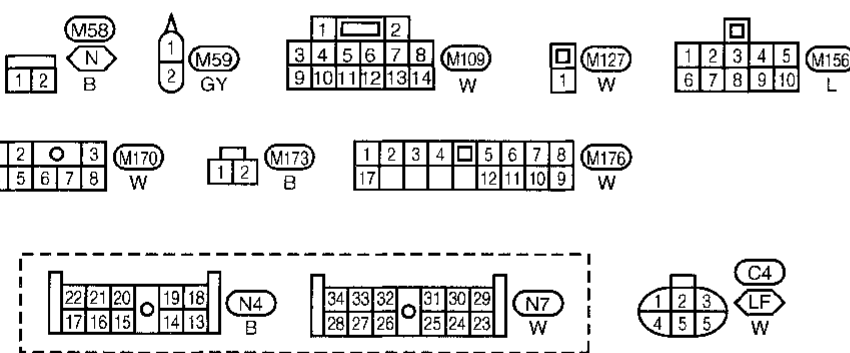 M58
N
1 2
B
1
2
M59
GY
1 2
3 4 5 6 7 8
9 10 11 12 13 14
M109
W
1
M127
W
1 2 3 4 5
6 7 8 9 10
M156
L
2 3
5 6 7 8
M170
W
1 2
M173
B
1 2 3 4 5 6 7 8
17 12 11 10 9
M176
W
22 21 20 19 18
17 16 15 14 13
N4
B
34 33 32 31 30 29
28 27 26 25 24 23
N7
W
1 2 3
4 5 5
C4
LF
W